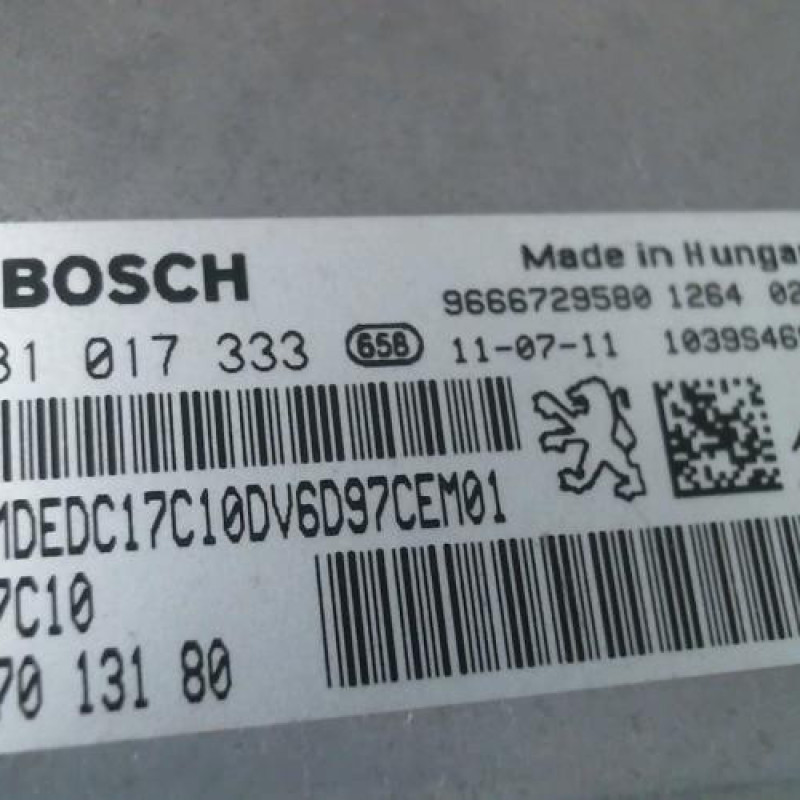 BOSCH
Made in Hunga
9666729580 1264 02
81 017 333 658 11-07-11 1039S46
MDEDC17C10DV6D97CEM01
7C10
70 131 80